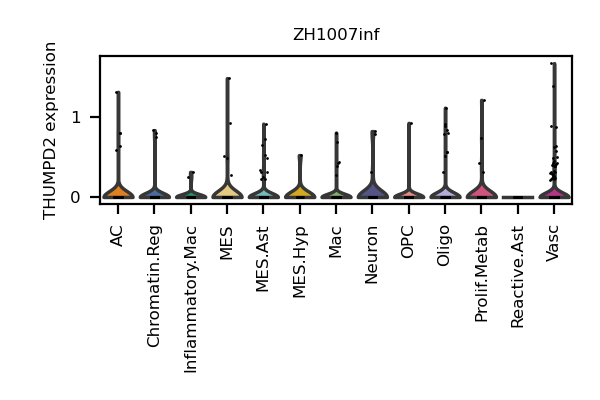 ZH1007inf
THUMPD2 expression
1
0
AC
Chromatin.Reg
Inflammatory.Mac
MES
MES.Ast
MES.Hyp
Mac
Neuron
OPC
Oligo
Prolif.Metab
Reactive.Ast
Vasc